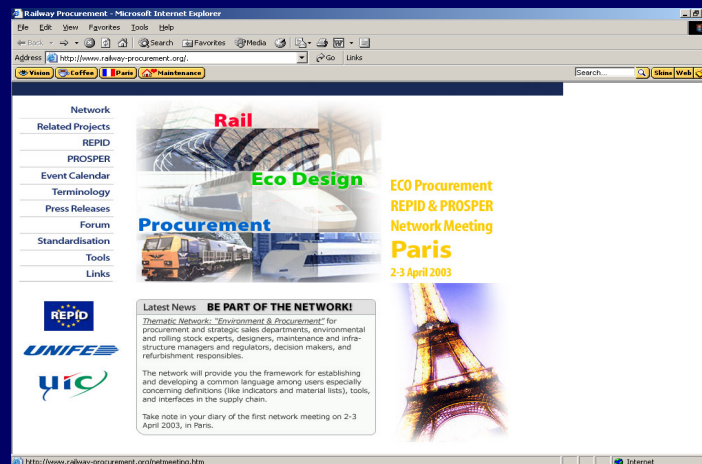 Railway Procurement - Microsoft Internet Explorer
File Edit View Favorites Tools Help
Back Search Favorites Media
Address http://www.railway-procurement.org/. Go Links
Vision Coffee Paris Maintenance Search... Skins Web
Network
Related Projects
REPID
PROSPER
Event Calendar
Terminology
Press Releases
Forum
Standardisation
Tools
Links
REPID
UNIFE
uic
Rail
Eco Design
Procurement
ECO Procurement
REPID & PROSPER
Network Meeting
Paris
2-3 April 2003
Latest News BE PART OF THE NETWORK!
Thematic Network: "Environment & Procurement" for
procurement and strategic sales departments, environmental
and rolling stock experts, designers, maintenance and infra-
structure managers and regulators, decision makers, and
refurbishment responsibles.
The network will provide you the framework for establishing
and developing a common language among users especially
concerning definitions (like indicators and material lists), tools,
and interfaces in the supply chain.
Take note in your diary of the first network meeting on 2-3
April 2003, in Paris.
http://www.railway-procurement.org/netmeeting.htm Internet